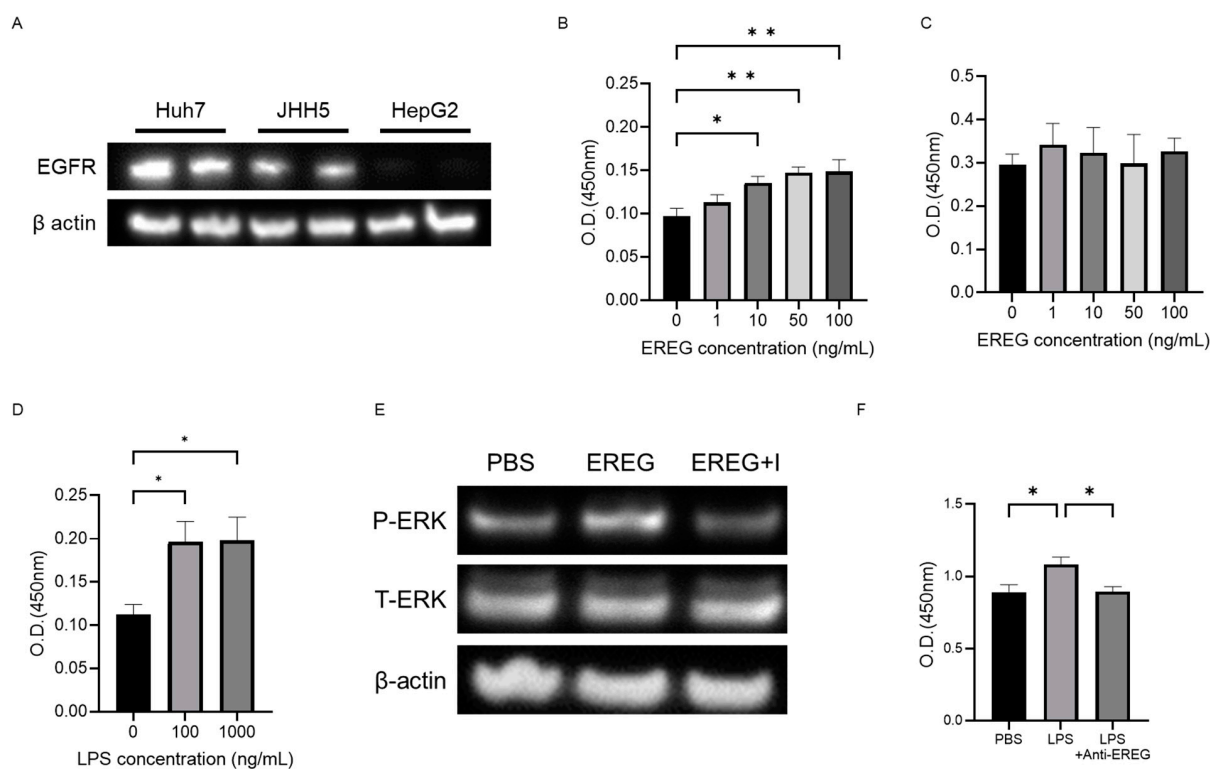 A
Huh7 JHH5 HepG2
EGFR
β actin
B
* *
* *
*
0.25
0.20
0.15
0.10
0.05
0.00
O.D.(450nm)
0 1 10 50 100
EREG concentration (ng/mL)
C
0.5
0.4
0.3
0.2
0.1
0.0
O.D.(450nm)
0 1 10 50 100
EREG concentration (ng/mL)
D
*
*
0.25
0.20
0.15
0.10
0.05
0.00
O.D.(450nm)
0 100 1000
LPS concentration (ng/mL)
E
PBS EREG EREG+I
P-ERK
T-ERK
β-actin
F
* *
1.5
1.0
0.5
0.0
O.D.(450nm)
PBS LPS LPS
+Anti-EREG